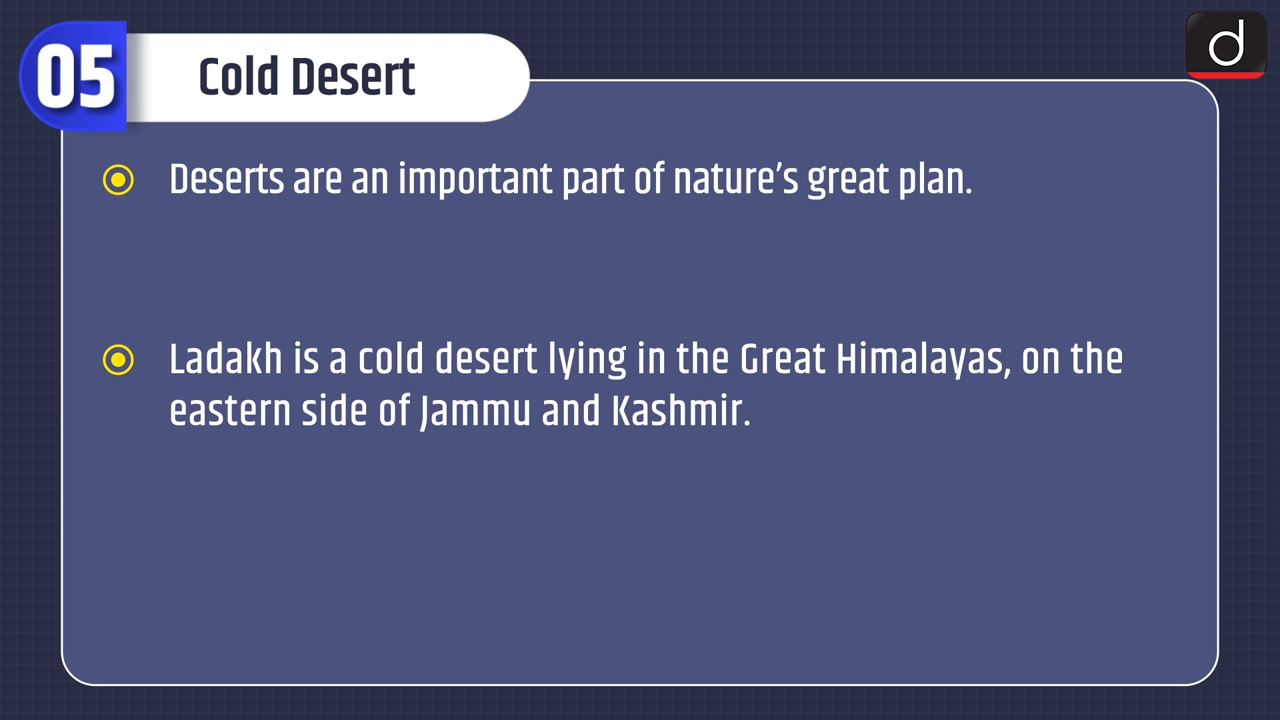 05
Cold Desert
d
Deserts are an important part of nature’s great plan.
Ladakh is a cold desert lying in the Great Himalayas, on the
eastern side of Jammu and Kashmir.